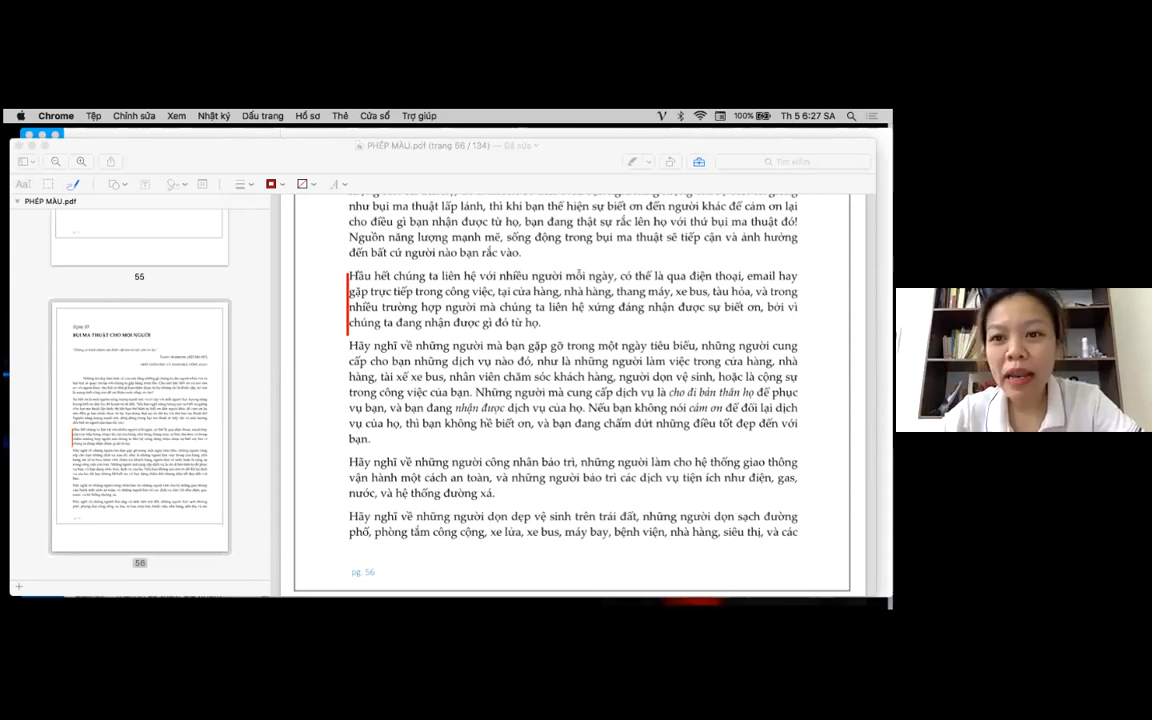 Chrome Tệp Chỉnh sửa Xem Nhật ký Dấu trang Hồ sơ Thẻ Cửa sổ Trợ giúp 100% Th 5 6:27 SA
PHÉP MÀU.pdf (trang 56 / 134) — Đã sửa
Tìm kiếm
PHÉP MÀU.pdf
55
BỤI MA THUẬT CHO MỌI NGƯỜI
56
như bụi ma thuật lấp lánh, thì khi bạn thể hiện sự biết ơn đến người khác để cảm ơn lại
cho điều gì bạn nhận được từ họ, bạn đang thật sự rắc lên họ với thứ bụi ma thuật đó!
Nguồn năng lượng mạnh mẽ, sống động trong bụi ma thuật sẽ tiếp cận và ảnh hưởng
đến bất cứ người nào bạn rắc vào.
Hầu hết chúng ta liên hệ với nhiều người mỗi ngày, có thể là qua điện thoại, email hay
gặp trực tiếp trong công việc, tại cửa hàng, nhà hàng, thang máy, xe bus, tàu hỏa, và trong
nhiều trường hợp người mà chúng ta liên hệ xứng đáng nhận được sự biết ơn, bởi vì
chúng ta đang nhận được gì đó từ họ.
Hãy nghĩ về những người mà bạn gặp gỡ trong một ngày tiêu biểu, những người cung
cấp cho bạn những dịch vụ nào đó, như là những người làm việc trong cửa hàng, nhà
hàng, tài xế xe bus, nhân viên chăm sóc khách hàng, người dọn vệ sinh, hoặc là cộng sự
trong công việc của bạn. Những người mà cung cấp dịch vụ là cho đi bản thân họ để phục
vụ bạn, và bạn đang nhận được dịch vụ của họ. Nếu bạn không nói cảm ơn để đổi lại dịch
vụ của họ, thì bạn không hề biết ơn, và bạn đang chấm dứt những điều tốt đẹp đến với
bạn.
Hãy nghĩ về những người công nhân bảo trì, những người làm cho hệ thống giao thông
vận hành một cách an toàn, và những người bảo trì các dịch vụ tiện ích như điện, gas,
nước, và hệ thống đường xá.
Hãy nghĩ về những người dọn dẹp vệ sinh trên trái đất, những người dọn sạch đường
phố, phòng tắm công cộng, xe lửa, xe bus, máy bay, bệnh viện, nhà hàng, siêu thị, và các
pg. 56